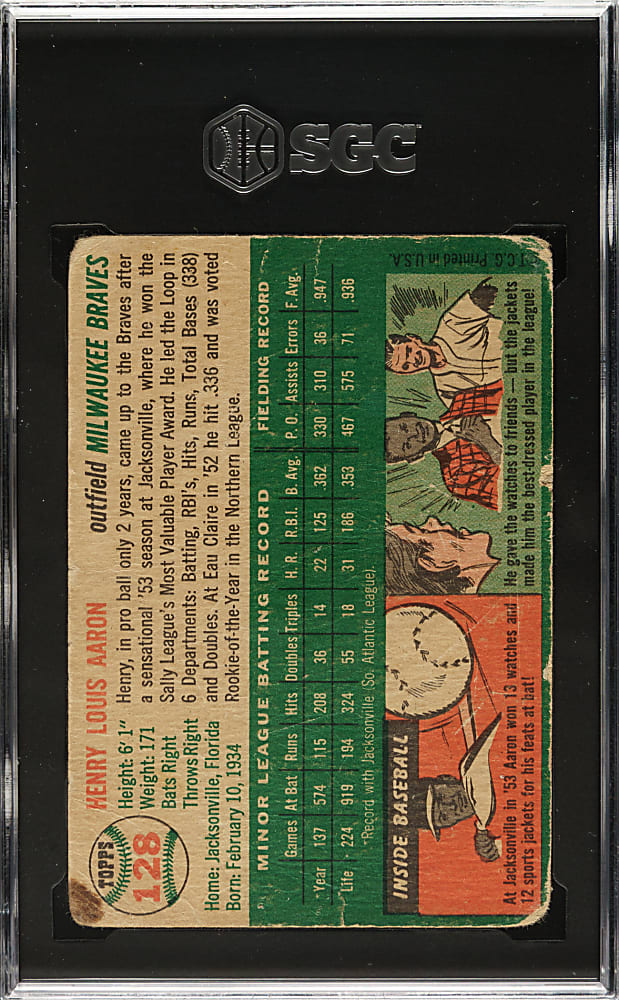 SGC
TOPPS
128
HENRY LOUIS AARON outfield MILWAUKEE BRAVES
Height: 6' 1"
Weight: 171
Bats Right
Throws Right
Home: Jacksonville, Florida
Born: February 10, 1934
Henry, in pro ball only 2 years, came up to the Braves after
a sensational '53 season at Jacksonville, where he won the
Sally League's Most Valuable Player Award. He led the Loop in
6 Departments: Batting, RBI's, Hits, Runs, Total Bases (338)
and Doubles. At Eau Claire in '52 he hit .336 and was voted
Rookie-of-the-Year in the Northern League.
MINOR LEAGUE BATTING RECORD FIELDING RECORD
Games At Bat Runs Hits Doubles Triples H. R. R.B.I. B. Avg. P. O. Assists Errors F. Avg.
Year 137 574 115 208 36 14 22 125 .362 330 310 36 .947
Life 224 919 194 324 55 18 31 186 .353 467 575 71 .936
"Record with Jacksonville (So. Atlantic League).
INSIDE BASEBALL
At Jacksonville in '53 Aaron won 13 watches and
12 sports jackets for his feats at bat!
He gave the watches to friends — but the jackets
made him the best-dressed player in the league!
T.C.G. Printed in U.S.A.